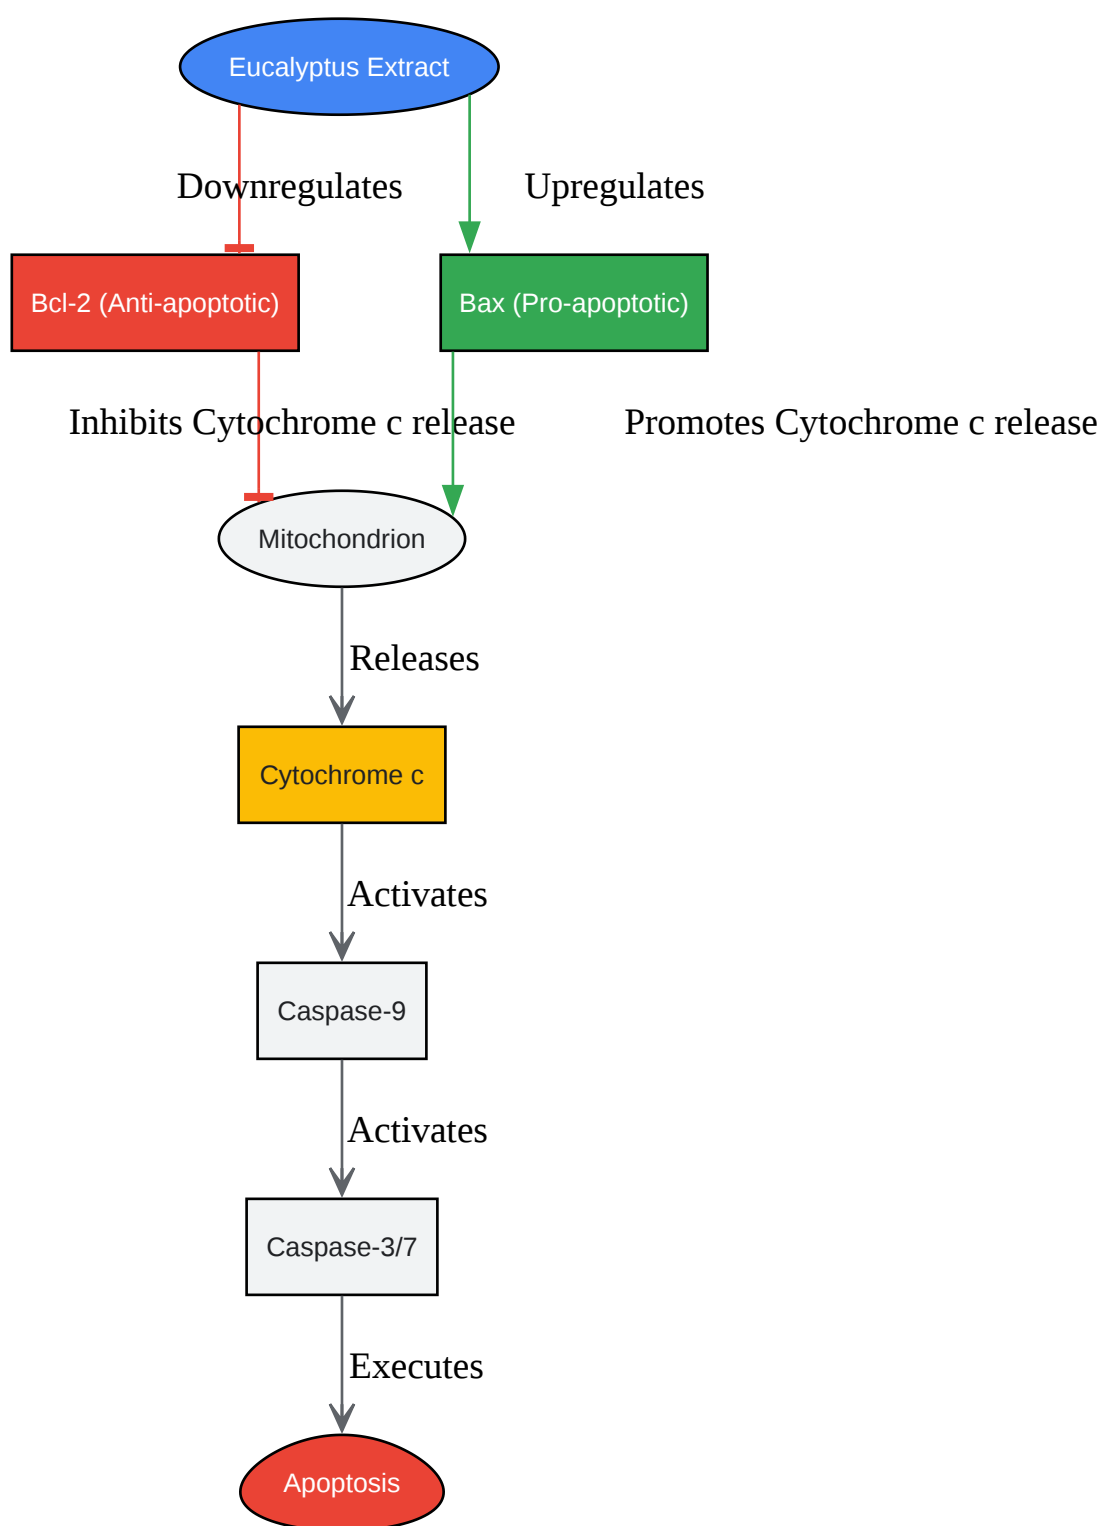 Eucalyptus Extract
Downregulates
Upregulates
Bcl-2 (Anti-apoptotic)
Bax (Pro-apoptotic)
Inhibits Cytochrome c release
Promotes Cytochrome c release
Mitochondrion
Releases
Cytochrome c
Activates
Caspase-9
Activates
Caspase-3/7
Executes
Apoptosis